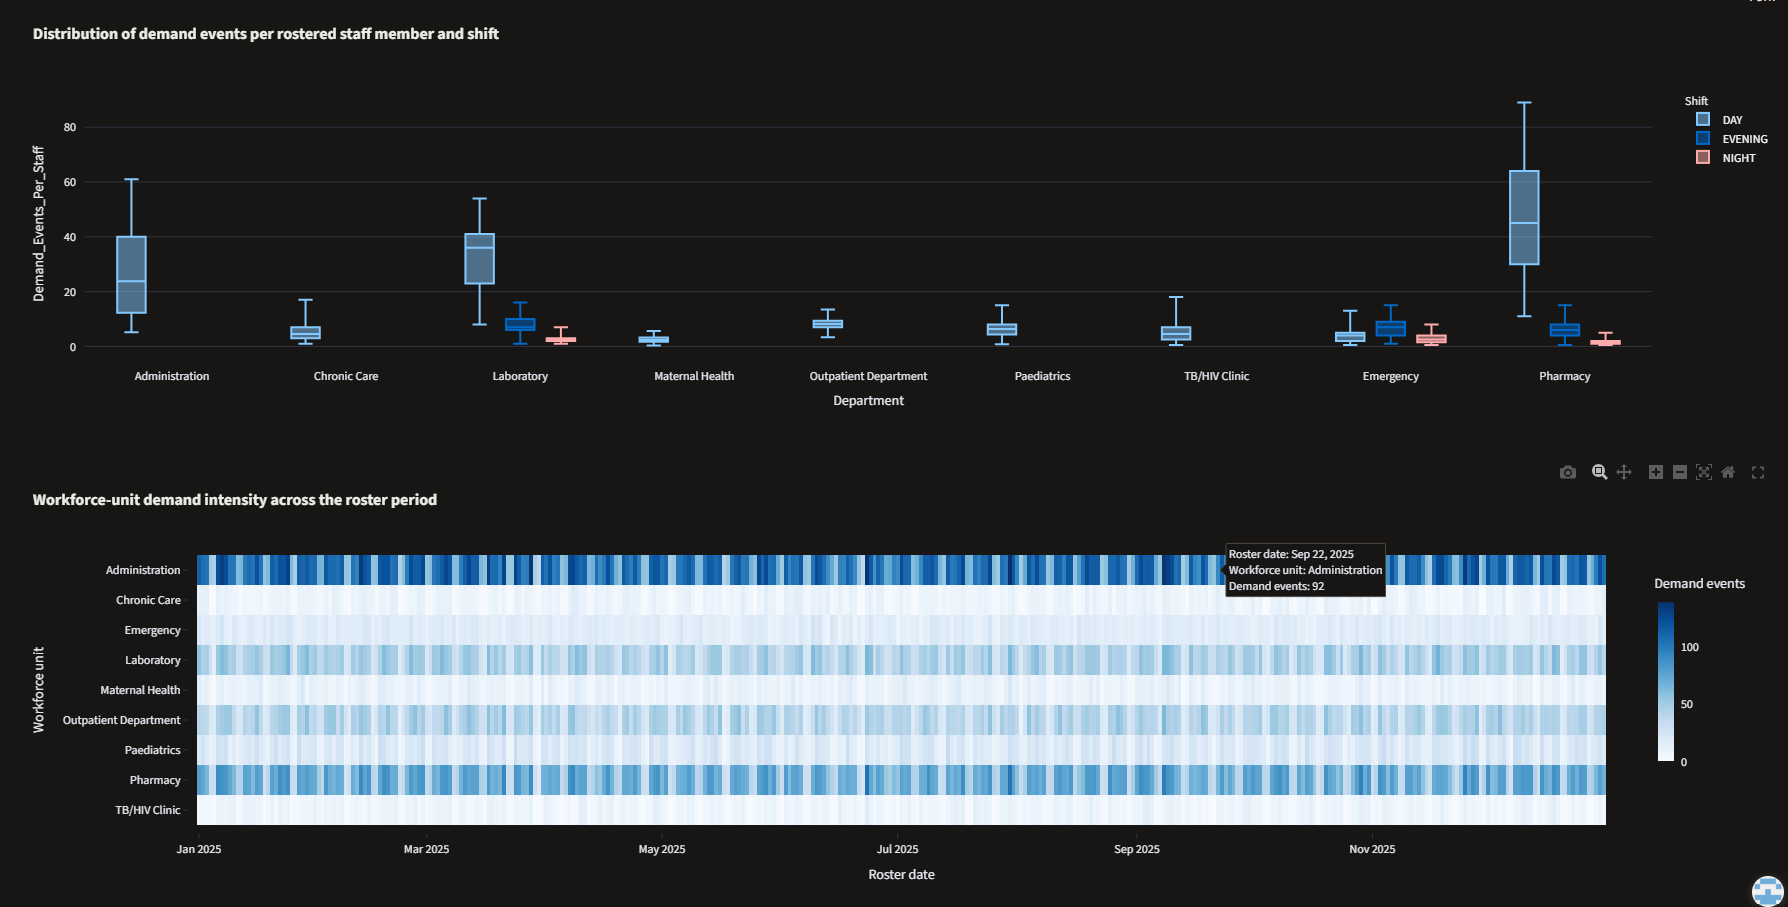 Distribution of demand events per rostered staff member and shift
Shift
DAY
EVENING
NIGHT
Demand_Events_Per_Staff
80
60
40
20
0
Administration
Chronic Care
Laboratory
Maternal Health
Outpatient Department
Paediatrics
TB/HIV Clinic
Emergency
Pharmacy
Department
Workforce-unit demand intensity across the roster period
Roster date: Sep 22, 2025
Workforce unit: Administration
Demand events: 92
Workforce unit
Administration
Chronic Care
Emergency
Laboratory
Maternal Health
Outpatient Department
Paediatrics
Pharmacy
TB/HIV Clinic
Demand events
100
50
0
Jan 2025
Mar 2025
May 2025
Jul 2025
Sep 2025
Nov 2025
Roster date